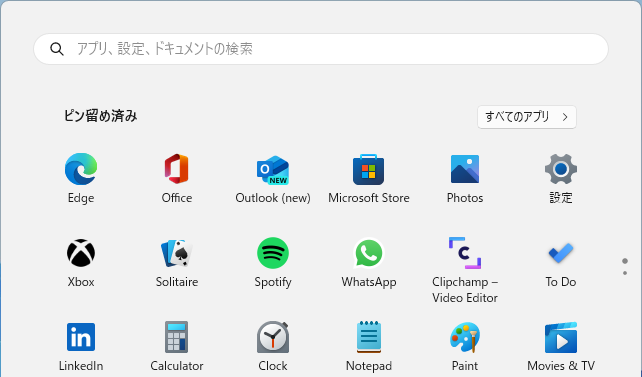 アプリ、設定、ドキュメントの検索
ピン留め済み
すべてのアプリ
Edge
Office
NEW
Outlook (new)
Microsoft Store
Photos
設定
Xbox
Solitaire
Spotify
WhatsApp
Clipchamp –
Video Editor
To Do
LinkedIn
Calculator
Clock
Notepad
Paint
Movies & TV